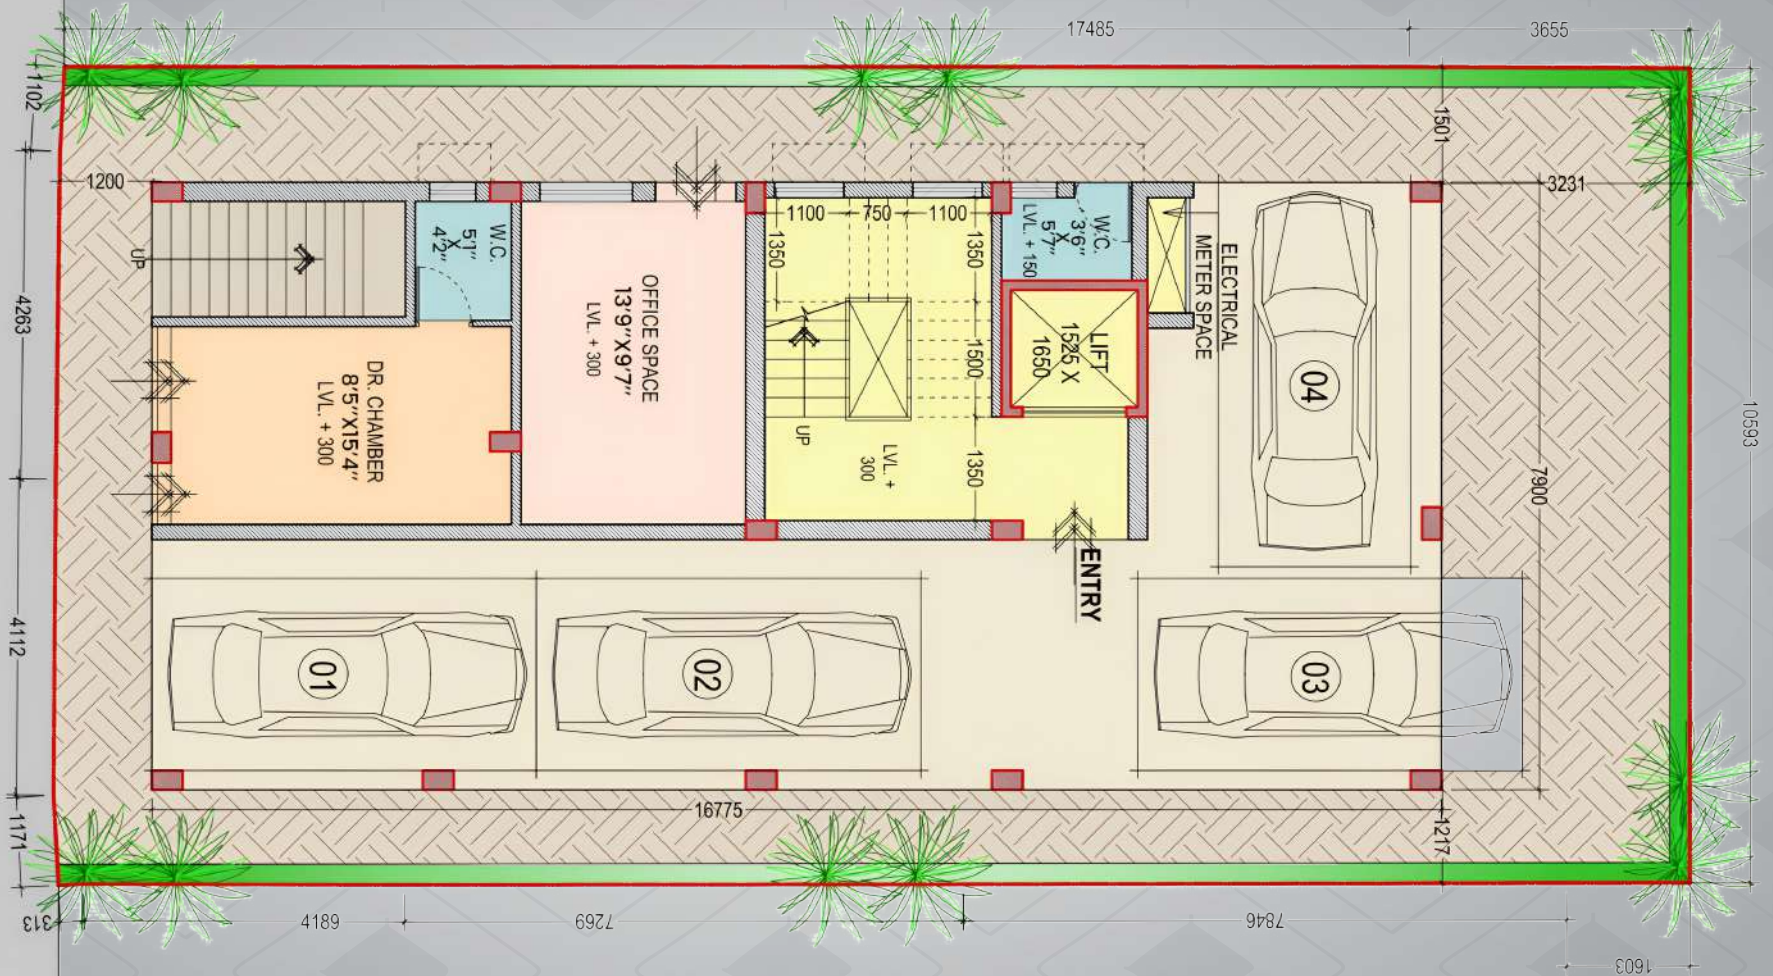 17485
3655
1102
1501
1200
3231
4263
4112
1171
10593
7900
UP
W.C.
5'1"
X
4'2"
DR. CHAMBER
8'5"X15'4"
LVL. + 300
OFFICE SPACE
13'9"X9'7"
LVL. + 300
1100
750
1100
1350
1350
1500
1350
UP
LVL. +
300
W.C.
3'6"
X
5'7"
LVL. + 150
LIFT
1525 X
1650
ELECTRICAL
METER SPACE
ENTRY
04
01
02
03
16775
1217
313
6819
7269
7846
1603